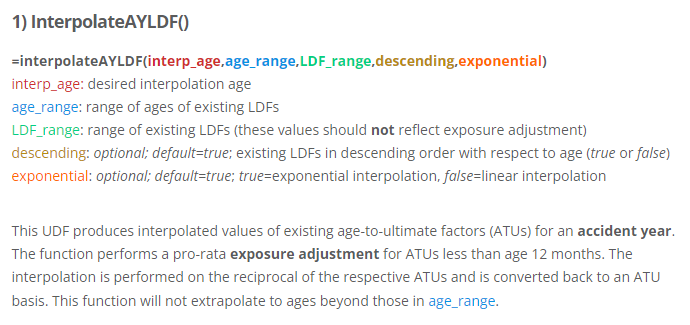 1) InterpolateAYLDF()
=interpolateAYLDF(interp_age,age_range,LDF_range,descending,exponential)
interp_age: desired interpolation age
age_range: range of ages of existing LDFs
LDF_range: range of existing LDFs (these values should not reflect exposure adjustment)
descending: optional; default=true; existing LDFs in descending order with respect to age (true or false)
exponential: optional; default=true; true=exponential interpolation, false=linear interpolation
This UDF produces interpolated values of existing age-to-ultimate factors (ATUs) for an accident year.
The function performs a pro-rata exposure adjustment for ATUs less than age 12 months. The
interpolation is performed on the reciprocal of the respective ATUs and is converted back to an ATU
basis. This function will not extrapolate to ages beyond those in age_range.